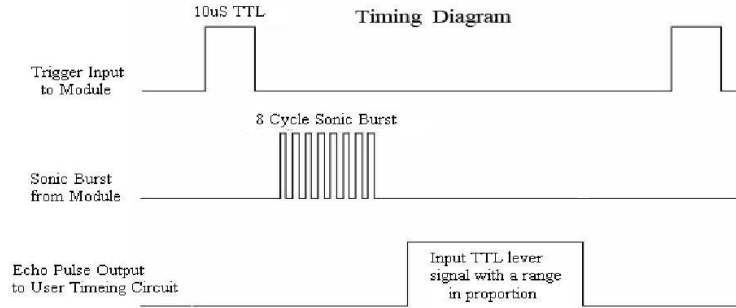 10uS TTL
Timing Diagram
Trigger Input
to Module
8 Cycle Sonic Burst
Sonic Burst
from Module
Echo Pulse Output
to User Timeing Circuit
Input TTL lever
signal with a range
in proportion